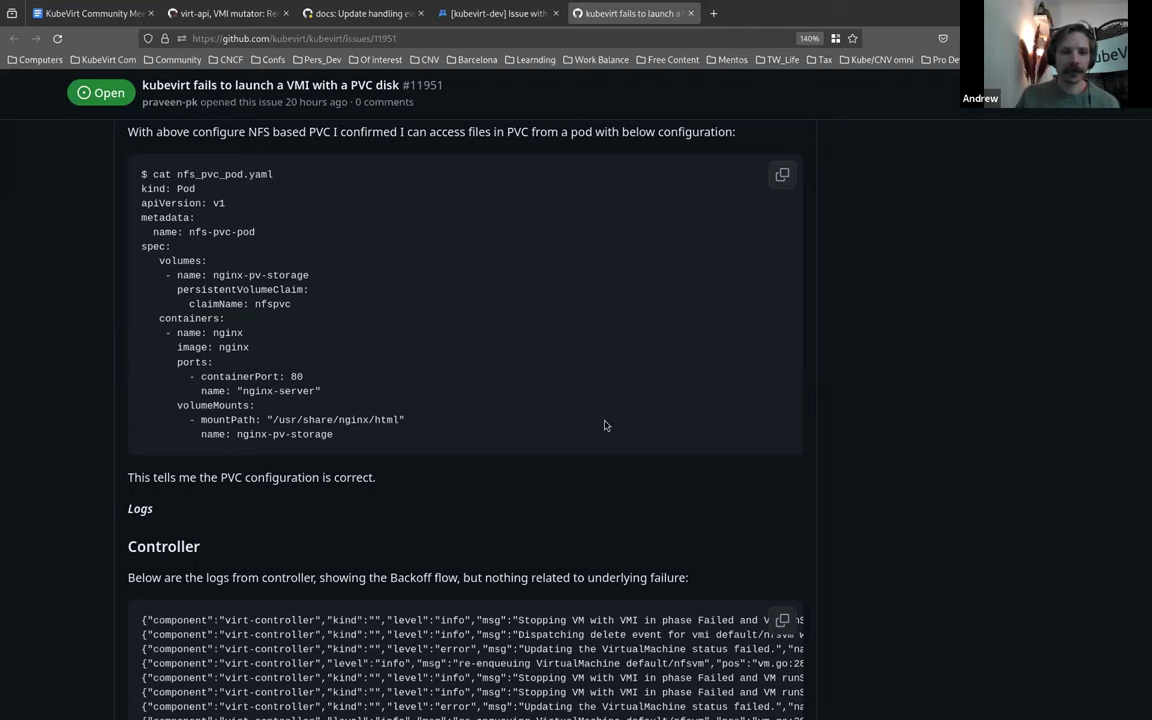 KubeVirt Community Mee
virt-api, VMI mutator: Re
docs: Update handling ev
[kubevirt-dev] Issue with
kubevirt fails to launch a
https://github.com/kubevirt/kubevirt/issues/11951
140%
Computers
KubeVirt Com
Community
CNCF
Confs
Pers_Dev
Of interest
CNV
Barcelona
Learnding
Work Balance
Free Content
Mentos
TW_Life
Tax
Kube/CNV omni
Pro De
Andrew
Open
kubevirt fails to launch a VMI with a PVC disk #11951
praveen-pk opened this issue 20 hours ago · 0 comments
With above configure NFS based PVC I confirmed I can access files in PVC from a pod with below configuration:
$ cat nfs_pvc_pod.yaml
kind: Pod
apiVersion: v1
metadata:
  name: nfs-pvc-pod
spec:
   volumes:
    - name: nginx-pv-storage
      persistentVolumeClaim:
        claimName: nfspvc
   containers:
    - name: nginx
      image: nginx
      ports:
        - containerPort: 80
          name: "nginx-server"
      volumeMounts:
        - mountPath: "/usr/share/nginx/html"
          name: nginx-pv-storage
This tells me the PVC configuration is correct.
Logs
Controller
Below are the logs from controller, showing the Backoff flow, but nothing related to underlying failure:
{"component":"virt-controller","kind":"","level":"info","msg":"Stopping VM with VMI in phase Failed and V
{"component":"virt-controller","kind":"","level":"info","msg":"Dispatching delete event for vmi default/nfsvm w
{"component":"virt-controller","kind":"","level":"error","msg":"Updating the VirtualMachine status failed.","na
{"component":"virt-controller","level":"info","msg":"re-enqueuing VirtualMachine default/nfsvm","pos":"vm.go:28
{"component":"virt-controller","kind":"","level":"info","msg":"Stopping VM with VMI in phase Failed and VM runS
{"component":"virt-controller","kind":"","level":"info","msg":"Stopping VM with VMI in phase Failed and VM runS
{"component":"virt-controller","kind":"","level":"error","msg":"Updating the VirtualMachine status failed.","na